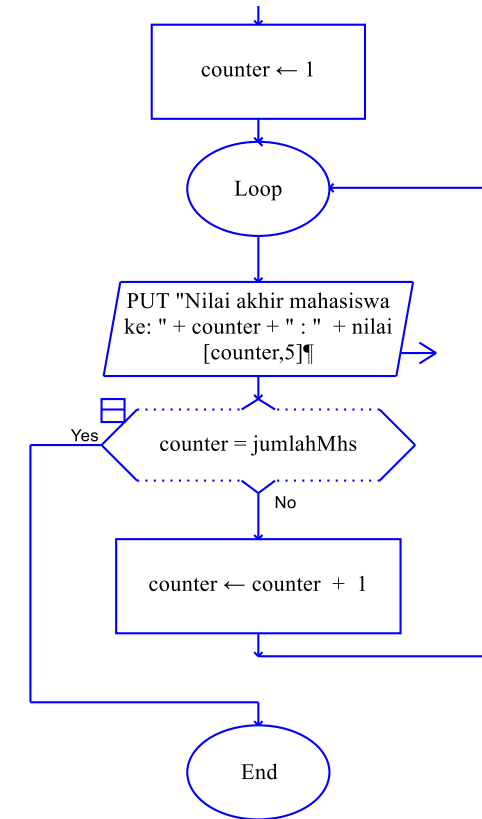 counter ← 1
Loop
PUT "Nilai akhir mahasiswa
ke: " + counter + " : " + nilai
[counter,5]¶
Yes
counter = jumlahMhs
No
counter ← counter + 1
End